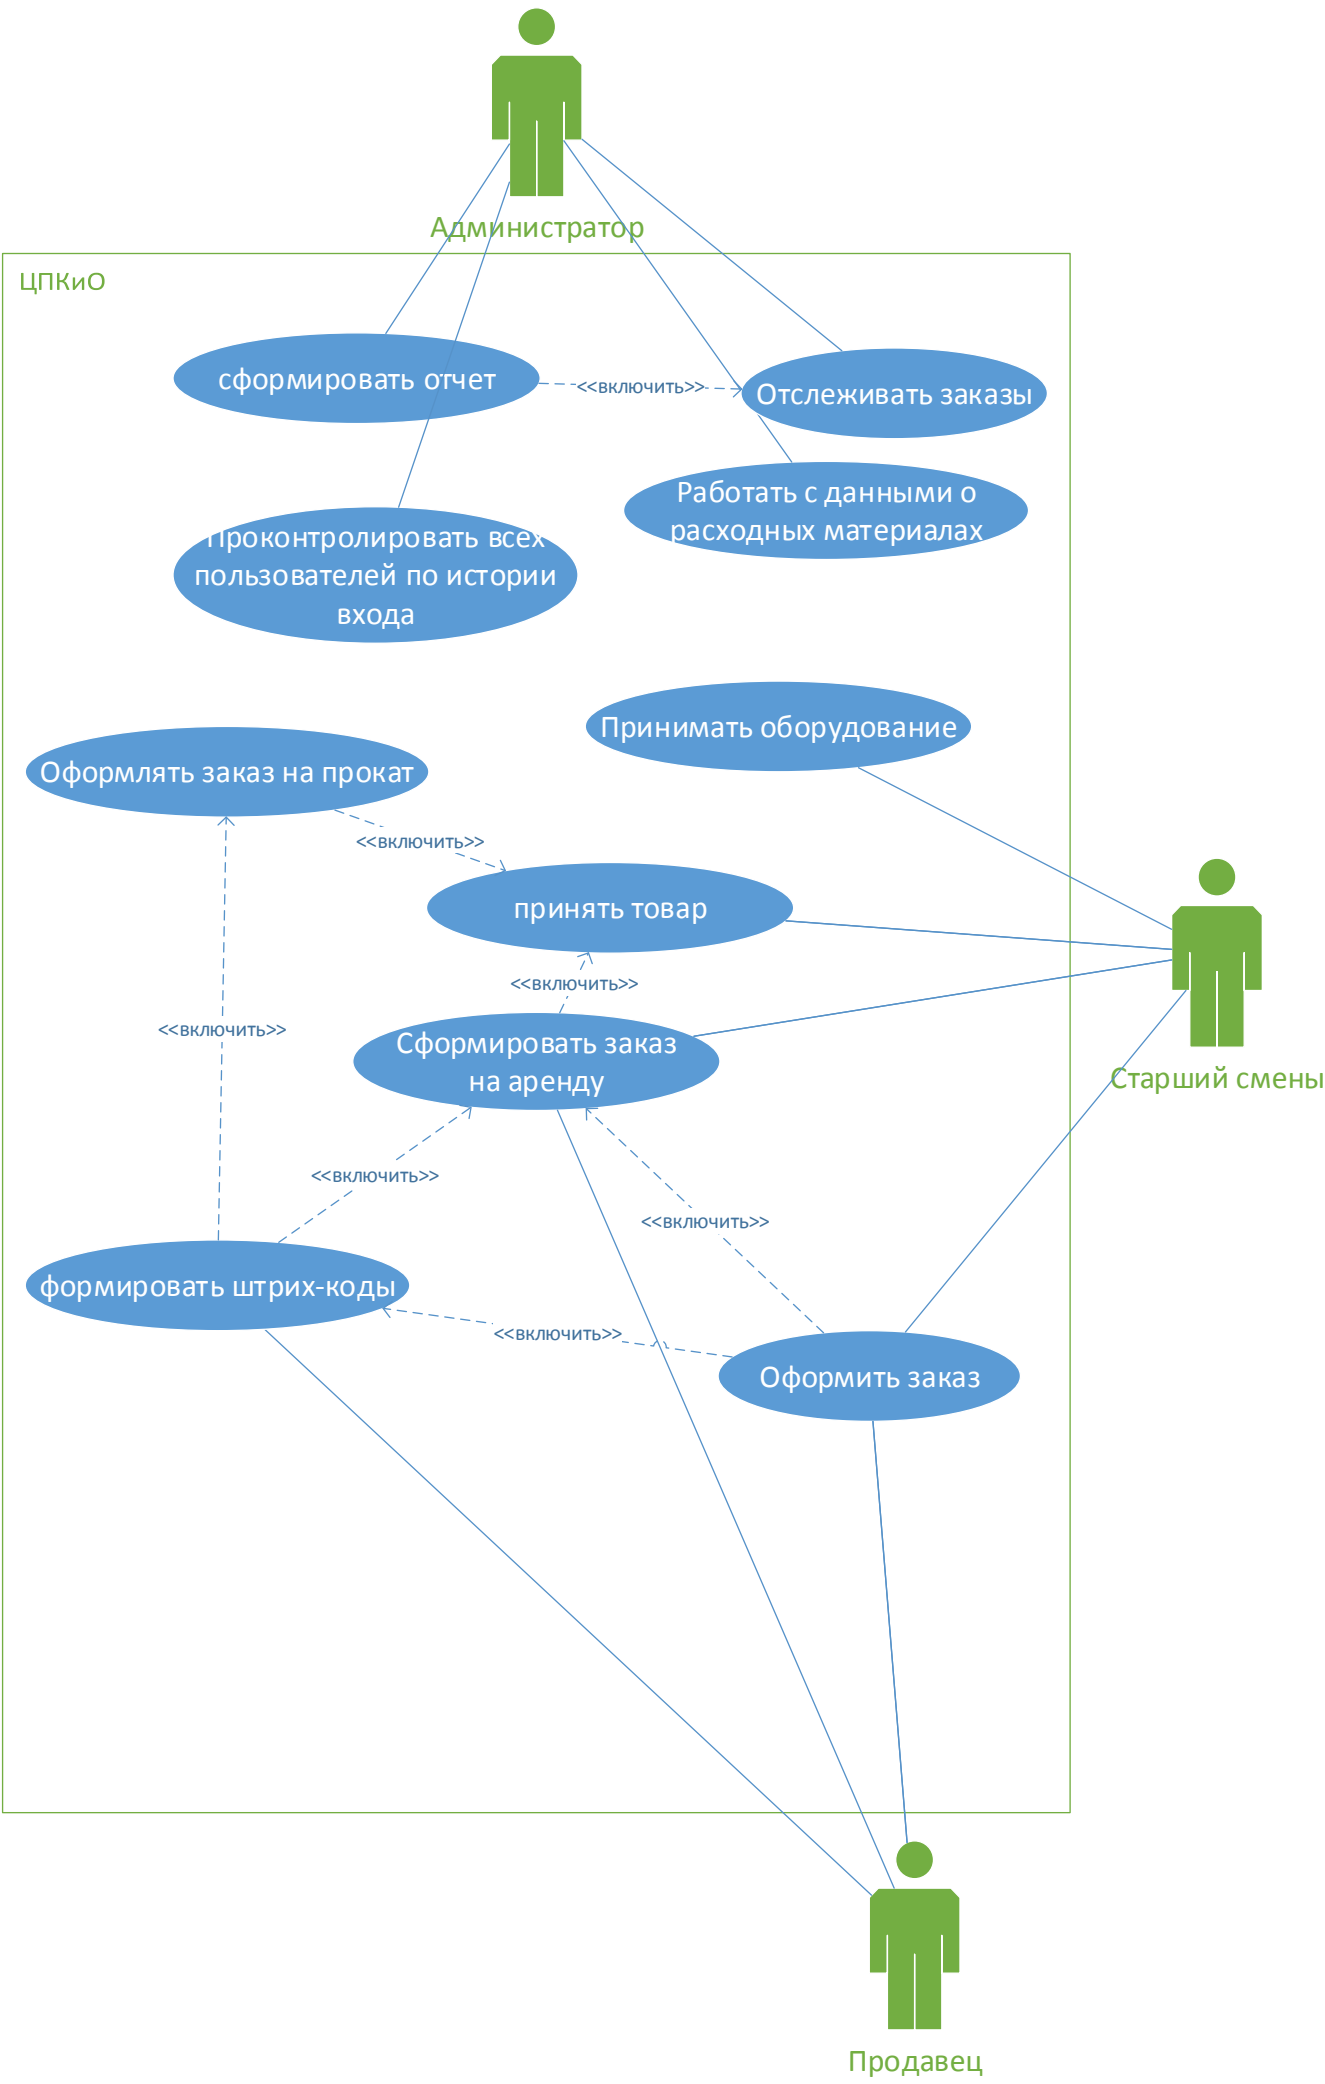 Администратор
ЦПКиО
сформировать отчет
<<включить>>
Отслеживать заказы
Работать с данными о
расходных материалах
Проконтролировать всех
пользователей по истории
входа
Принимать оборудование
Оформлять заказ на прокат
<<включить>>
принять товар
<<включить>>
<<включить>>
Сформировать заказ
на аренду
Старший смены
<<включить>>
<<включить>>
формировать штрих-коды
<<включить>>
Оформить заказ
Продавец